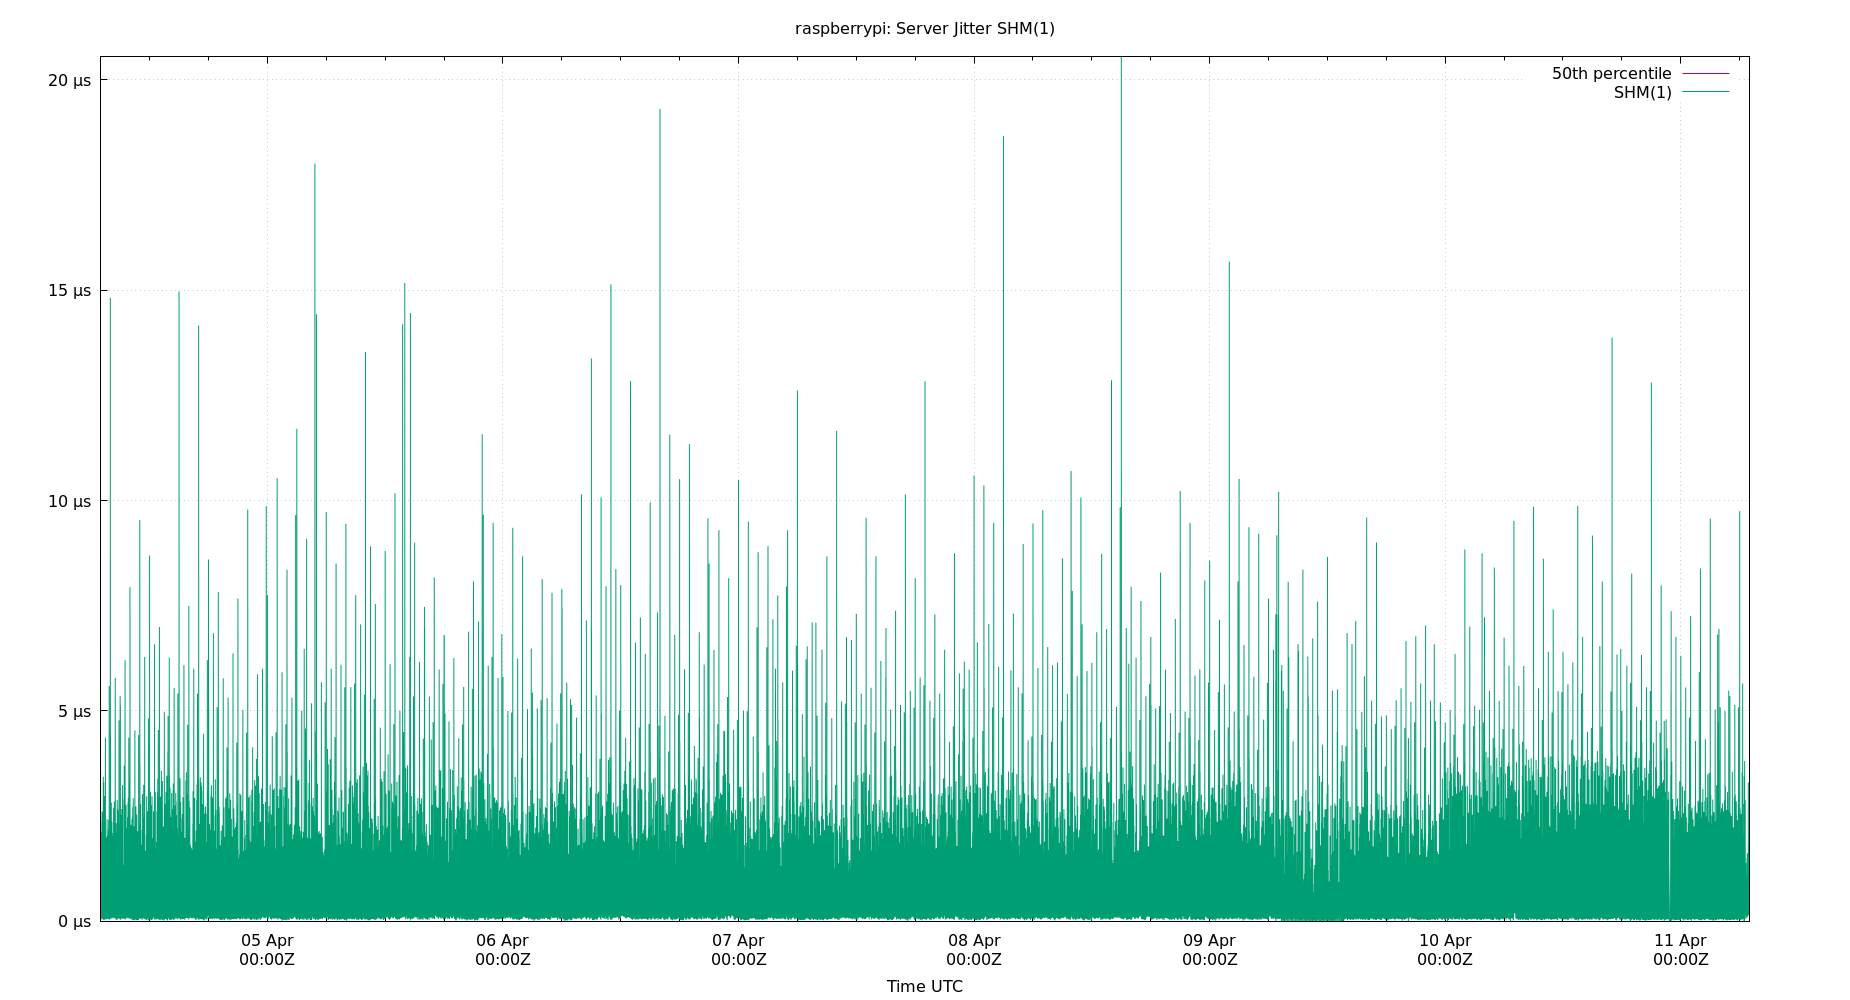 raspberrypi: Server Jitter SHM(1)
50th percentile
SHM(1)
20 µs
15 µs
10 µs
5 µs
0 µs
05 Apr 06 Apr 07 Apr 08 Apr 09 Apr 10 Apr 11 Apr
00:00Z 00:00Z 00:00Z 00:00Z 00:00Z 00:00Z 00:00Z
Time UTC